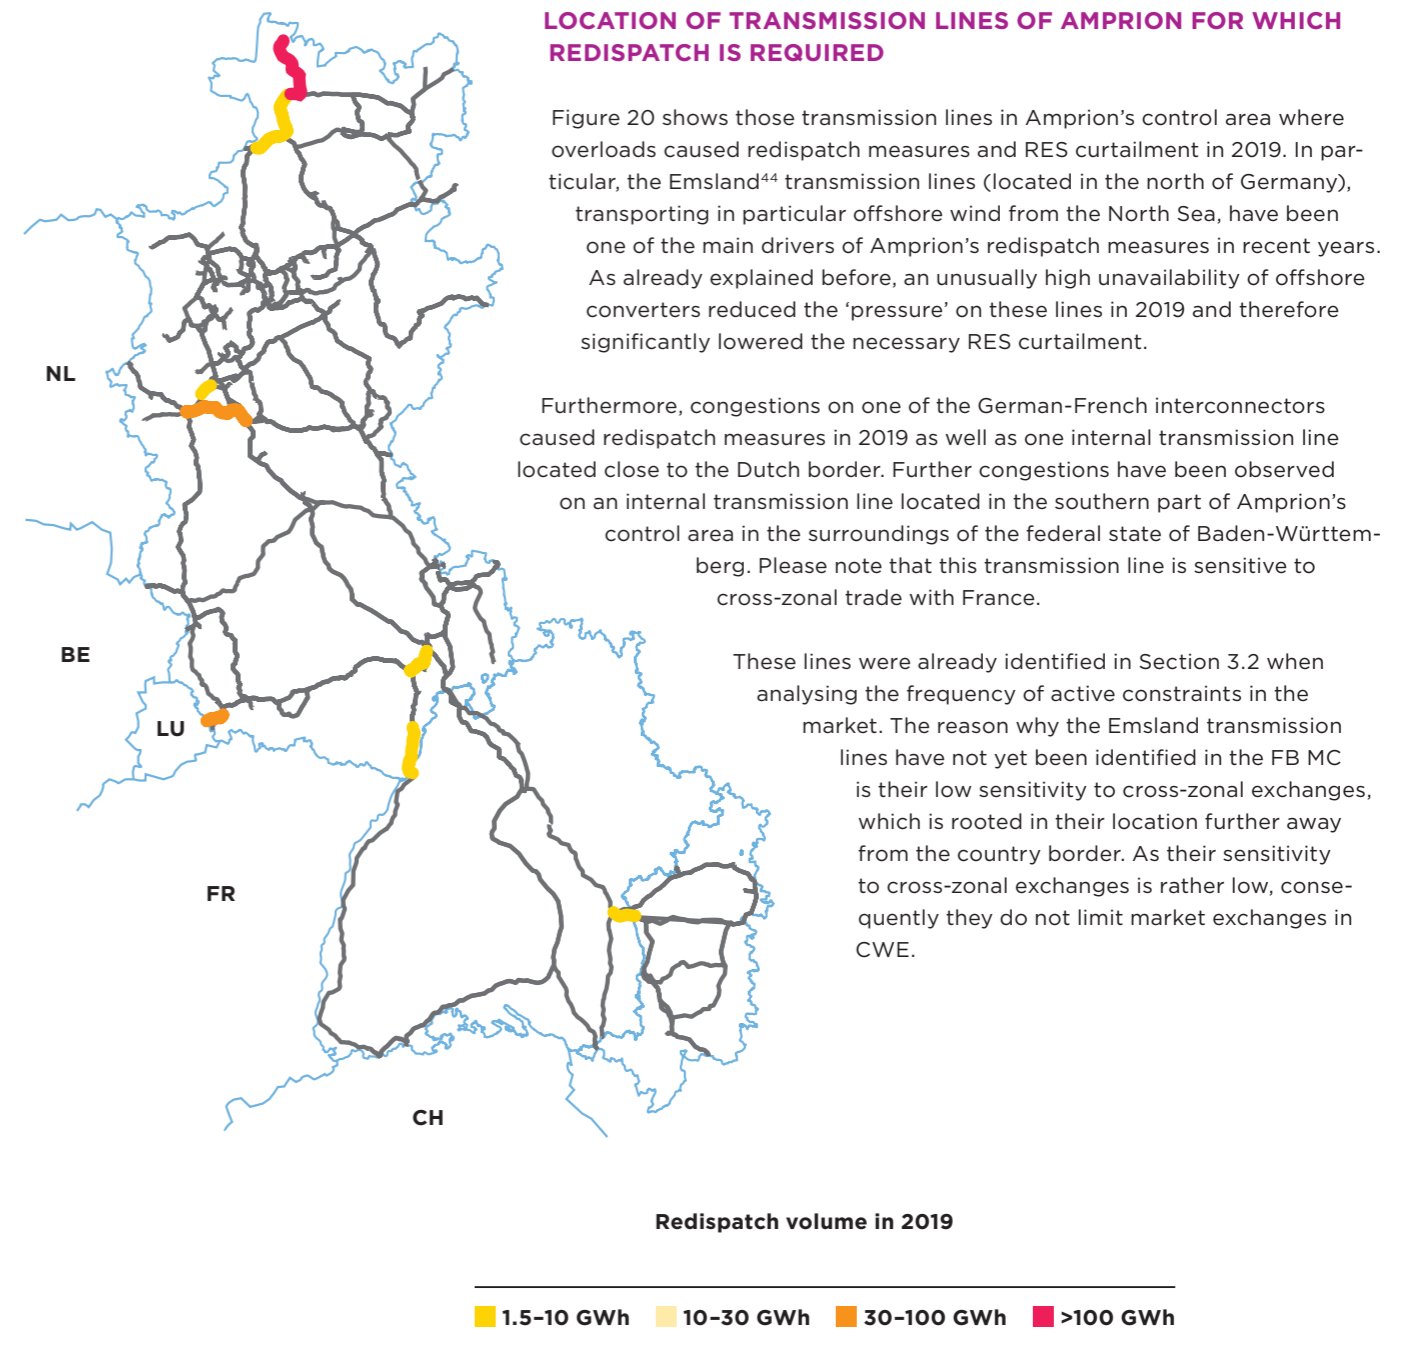 LOCATION OF TRANSMISSION LINES OF AMPRION FOR WHICH
REDISPATCH IS REQUIRED
Figure 20 shows those transmission lines in Amprion’s control area where
overloads caused redispatch measures and RES curtailment in 2019. In par-
ticular, the Emsland⁴⁴ transmission lines (located in the north of Germany),
transporting in particular offshore wind from the North Sea, have been
one of the main drivers of Amprion’s redispatch measures in recent years.
As already explained before, an unusually high unavailability of offshore
converters reduced the ‘pressure’ on these lines in 2019 and therefore
significantly lowered the necessary RES curtailment.
Furthermore, congestions on one of the German-French interconnectors
caused redispatch measures in 2019 as well as one internal transmission line
located close to the Dutch border. Further congestions have been observed
on an internal transmission line located in the southern part of Amprion’s
control area in the surroundings of the federal state of Baden-Württem-
berg. Please note that this transmission line is sensitive to
cross-zonal trade with France.
These lines were already identified in Section 3.2 when
analysing the frequency of active constraints in the
market. The reason why the Emsland transmission
lines have not yet been identified in the FB MC
is their low sensitivity to cross-zonal exchanges,
which is rooted in their location further away
from the country border. As their sensitivity
to cross-zonal exchanges is rather low, conse-
quently they do not limit market exchanges in
CWE.
NL
BE
LU
FR
CH
Redispatch volume in 2019
1.5–10 GWh
10–30 GWh
30–100 GWh
>100 GWh